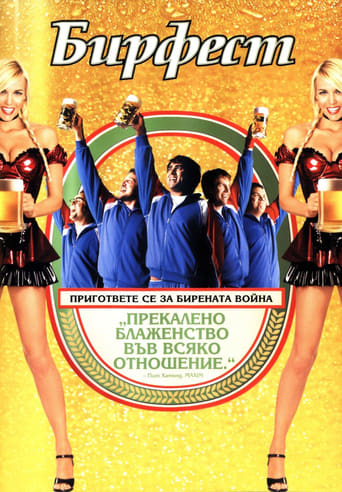 Бирфест
ПРИГОТВЕТЕ СЕ ЗА БИРЕНАТА ВОЙНА
„ПРЕКАЛЕНО
БЛАЖЕНСТВО
ВЪВ ВСЯКО
ОТНОШЕНИЕ.“
MAXIM